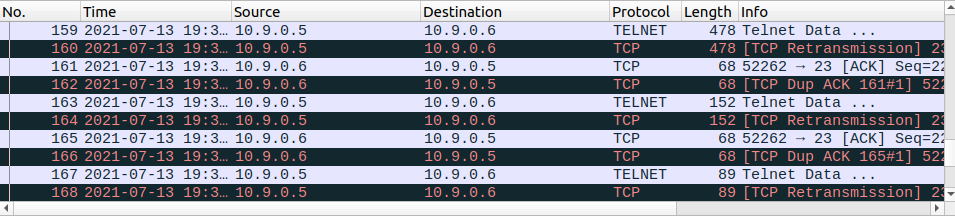 No. Time Source Destination Protocol Length Info
159 2021-07-13 19:3… 10.9.0.5 10.9.0.6 TELNET 478 Telnet Data ...
160 2021-07-13 19:3… 10.9.0.5 10.9.0.6 TCP 478 [TCP Retransmission] 23
161 2021-07-13 19:3… 10.9.0.6 10.9.0.5 TCP 68 52262 → 23 [ACK] Seq=22
162 2021-07-13 19:3… 10.9.0.6 10.9.0.5 TCP 68 [TCP Dup ACK 161#1] 522
163 2021-07-13 19:3… 10.9.0.5 10.9.0.6 TELNET 152 Telnet Data ...
164 2021-07-13 19:3… 10.9.0.5 10.9.0.6 TCP 152 [TCP Retransmission] 23
165 2021-07-13 19:3… 10.9.0.6 10.9.0.5 TCP 68 52262 → 23 [ACK] Seq=22
166 2021-07-13 19:3… 10.9.0.6 10.9.0.5 TCP 68 [TCP Dup ACK 165#1] 522
167 2021-07-13 19:3… 10.9.0.5 10.9.0.6 TELNET 89 Telnet Data ...
168 2021-07-13 19:3… 10.9.0.5 10.9.0.6 TCP 89 [TCP Retransmission] 23